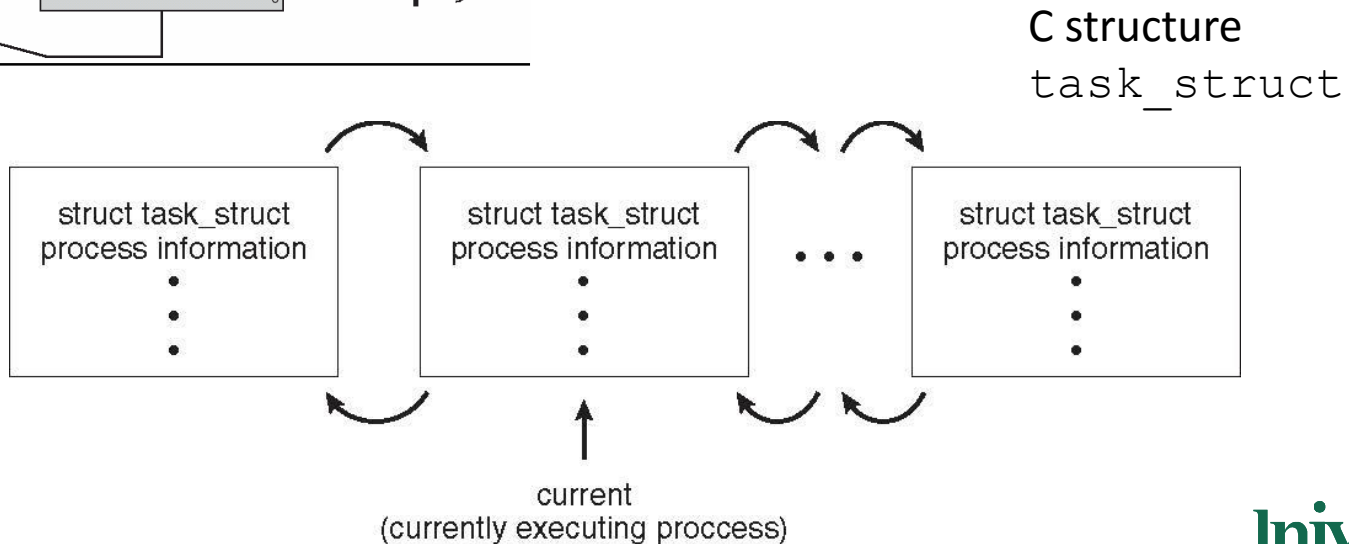 C structure
task_struct
struct task_struct
process information
struct task_struct
process information
• • •
struct task_struct
process information
current
(currently executing proccess)